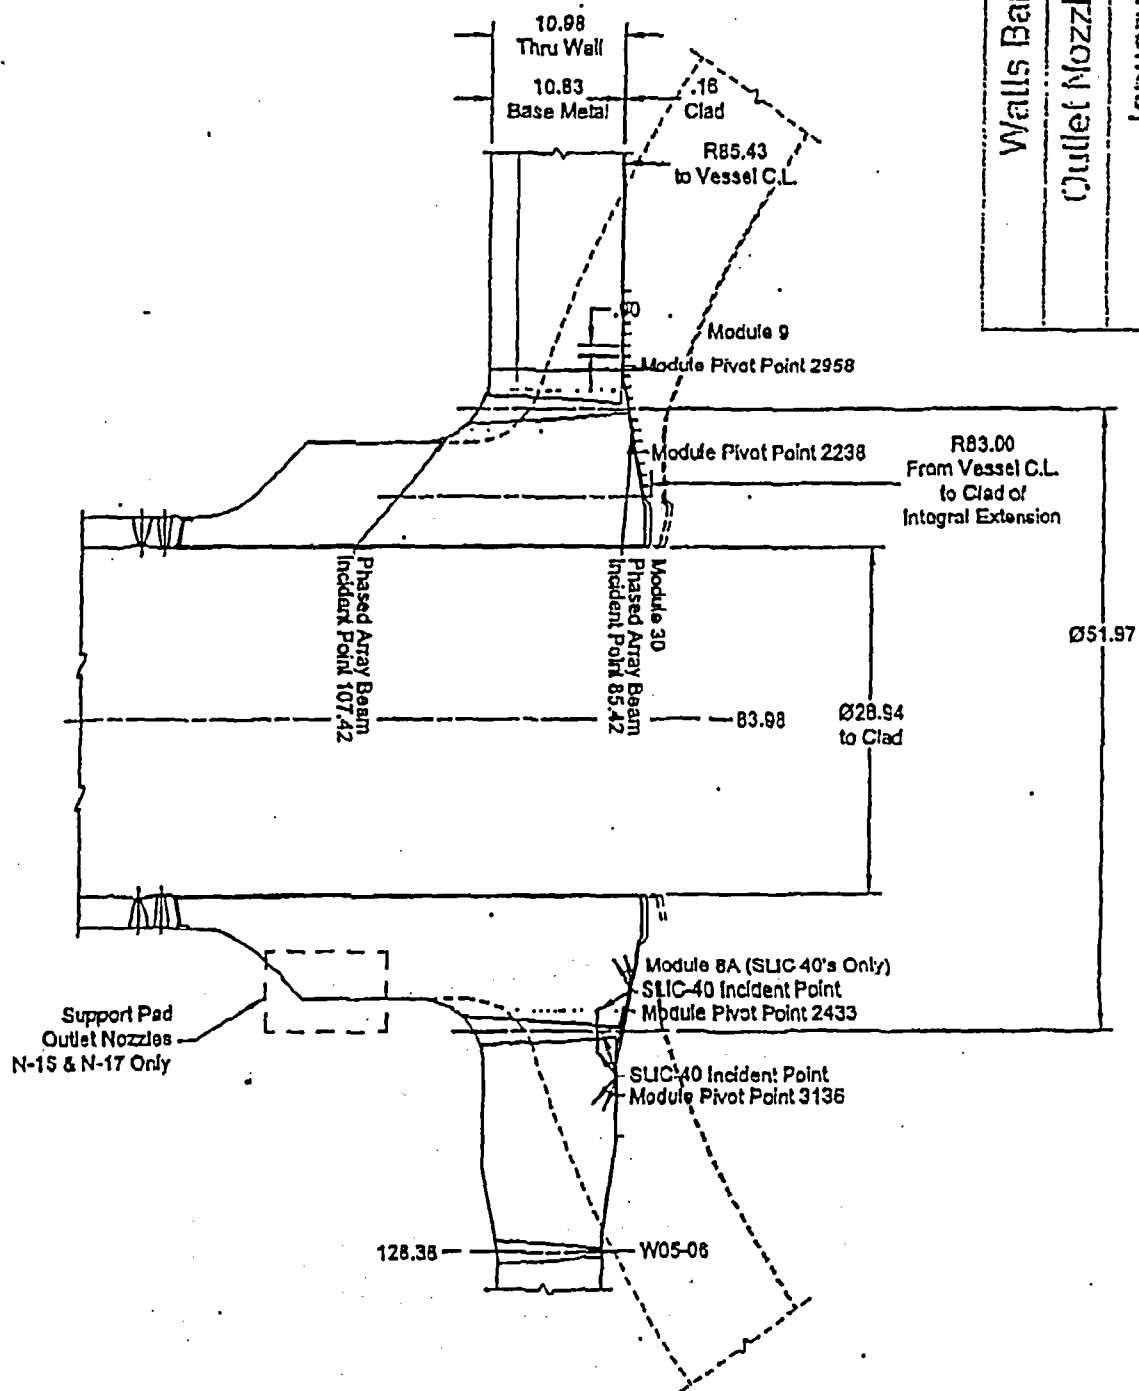 10.98
Thru Wall
10.83
Base Metal
.16
Clad
R85.43
to Vessel C.L.
Module 9
Module Pivot Point 2958
Module Pivot Point 2238
R83.00
From Vessel C.L.
to Clad of
Integral Extension
Phased Array Beam
Incident Point 107.42
Module 30
Phased Array Beam
Incident Point 85.42
Ø51.97
83.98
Ø28.94
to Clad
Module 8A (SLIC 40's Only)
SLIC-40 Incident Point
Module Pivot Point 2433
Support Pad
Outlet Nozzles
N-15 & N-17 Only
SLIC-40 Incident Point
Module Pivot Point 3136
128.38
W05-06
Walls
Outlet